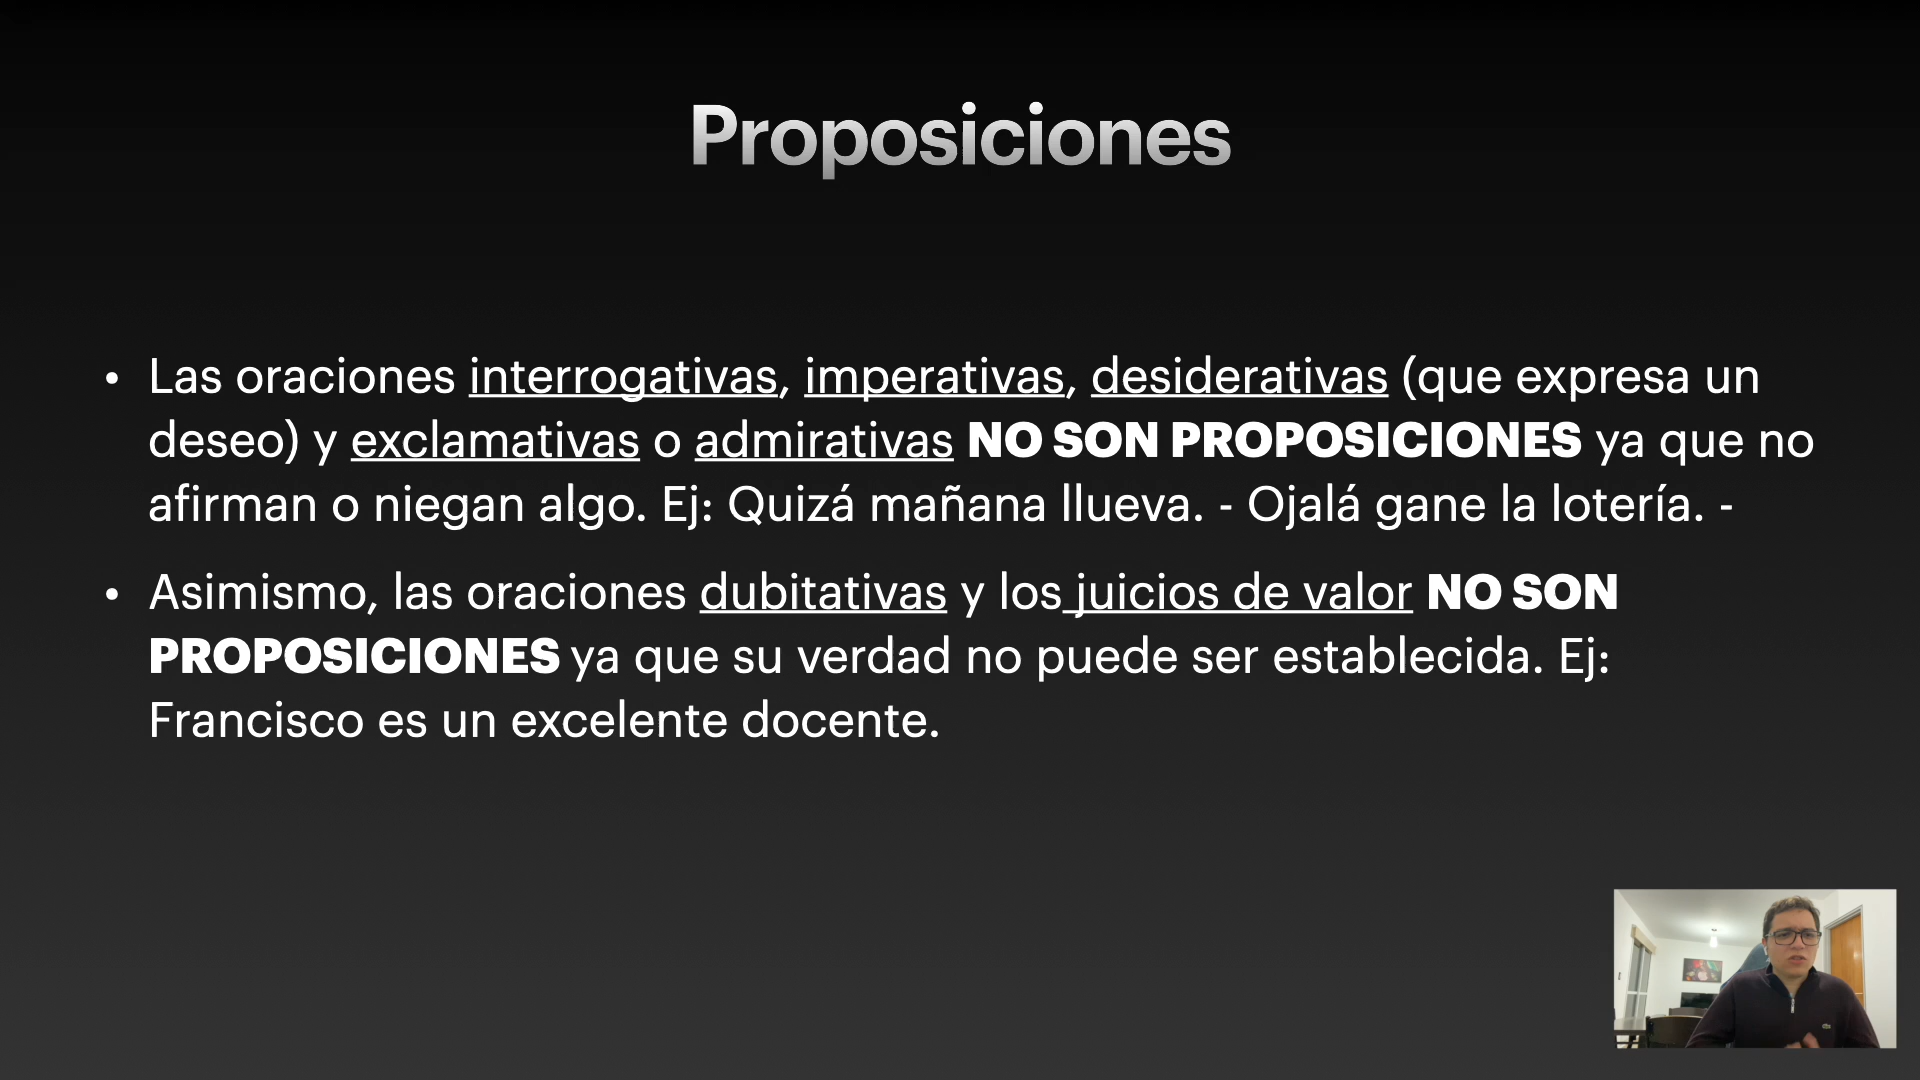 Proposiciones
• Las oraciones interrogativas, imperativas, desiderativas (que expresa un
deseo) y exclamativas o admirativas NO SON PROPOSICIONES ya que no
afirman o niegan algo. Ej: Quizá mañana llueva. - Ojalá gane la lotería. -
• Asimismo, las oraciones dubitativas y los juicios de valor NO SON
PROPOSICIONES ya que su verdad no puede ser establecida. Ej:
Francisco es un excelente docente.